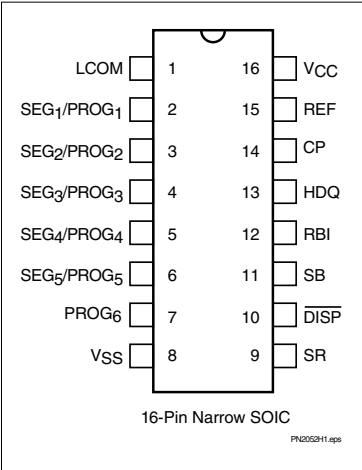 LCOM 1 16 VCC
SEG1/PROG1 2 15 REF
SEG2/PROG2 3 14 CP
SEG3/PROG3 4 13 HDQ
SEG4/PROG4 5 12 RBI
SEG5/PROG5 6 11 SB
PROG6 7 10 DISP
VSS 8 9 SR
16-Pin Narrow SOIC
PN2052H1.eps